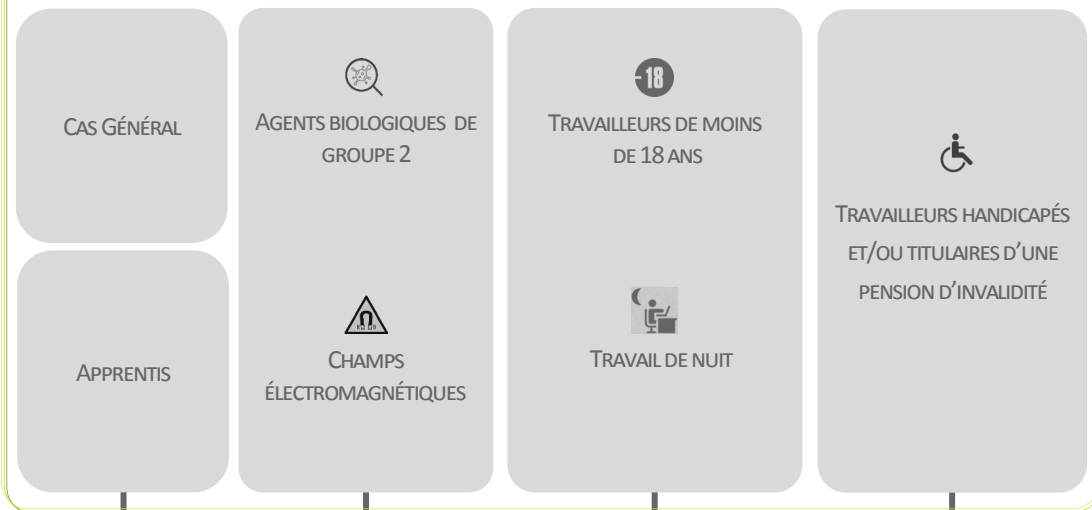 CAS GÉNÉRAL
APPRENTIS
AGENTS BIOLOGIQUES DE
GROUPE 2
CHAMPS
ÉLECTROMAGNÉTIQUES
-18
TRAVAILLEURS DE MOINS
DE 18 ANS
TRAVAIL DE NUIT
TRAVAILLEURS HANDICAPÉS
ET/OU TITULAIRES D'UNE
PENSION D'INVALIDITÉ